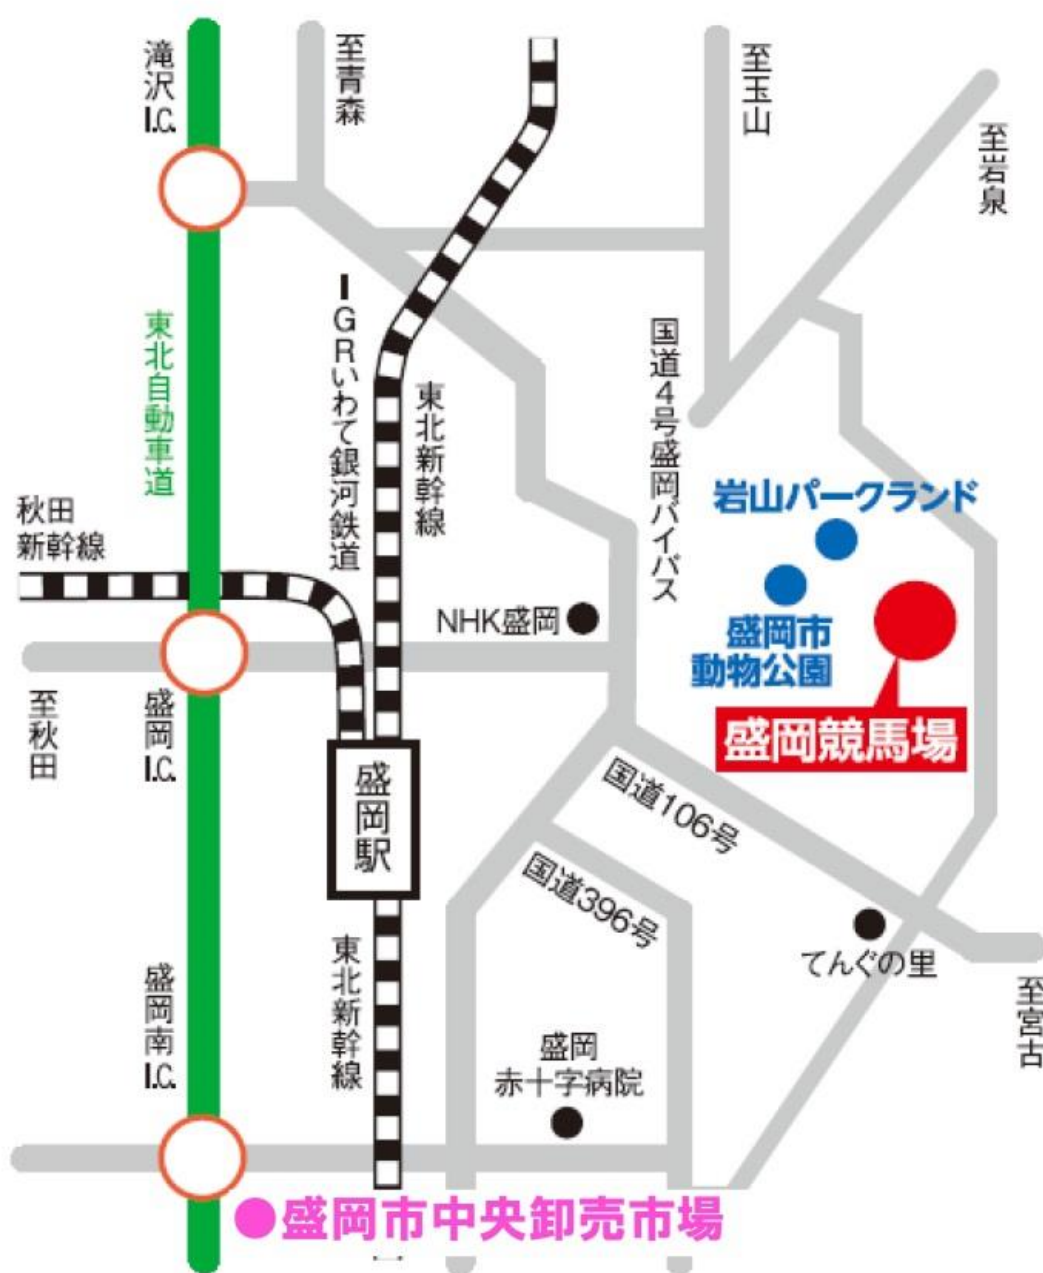 滝沢
I.C.
至青森
至玉山
至岩泉
東北自動車道
IGRいわて銀河鉄道
東北新幹線
国道4号盛岡バイパス
岩山パークランド
秋田
新幹線
NHK盛岡
盛岡市
動物公園
盛岡競馬場
至秋田
盛岡
I.C.
盛岡駅
国道106号
国道396号
てんぐの里
東北新幹線
盛岡南
I.C.
至宮古
盛岡
赤十字病院
盛岡市中央卸売市場